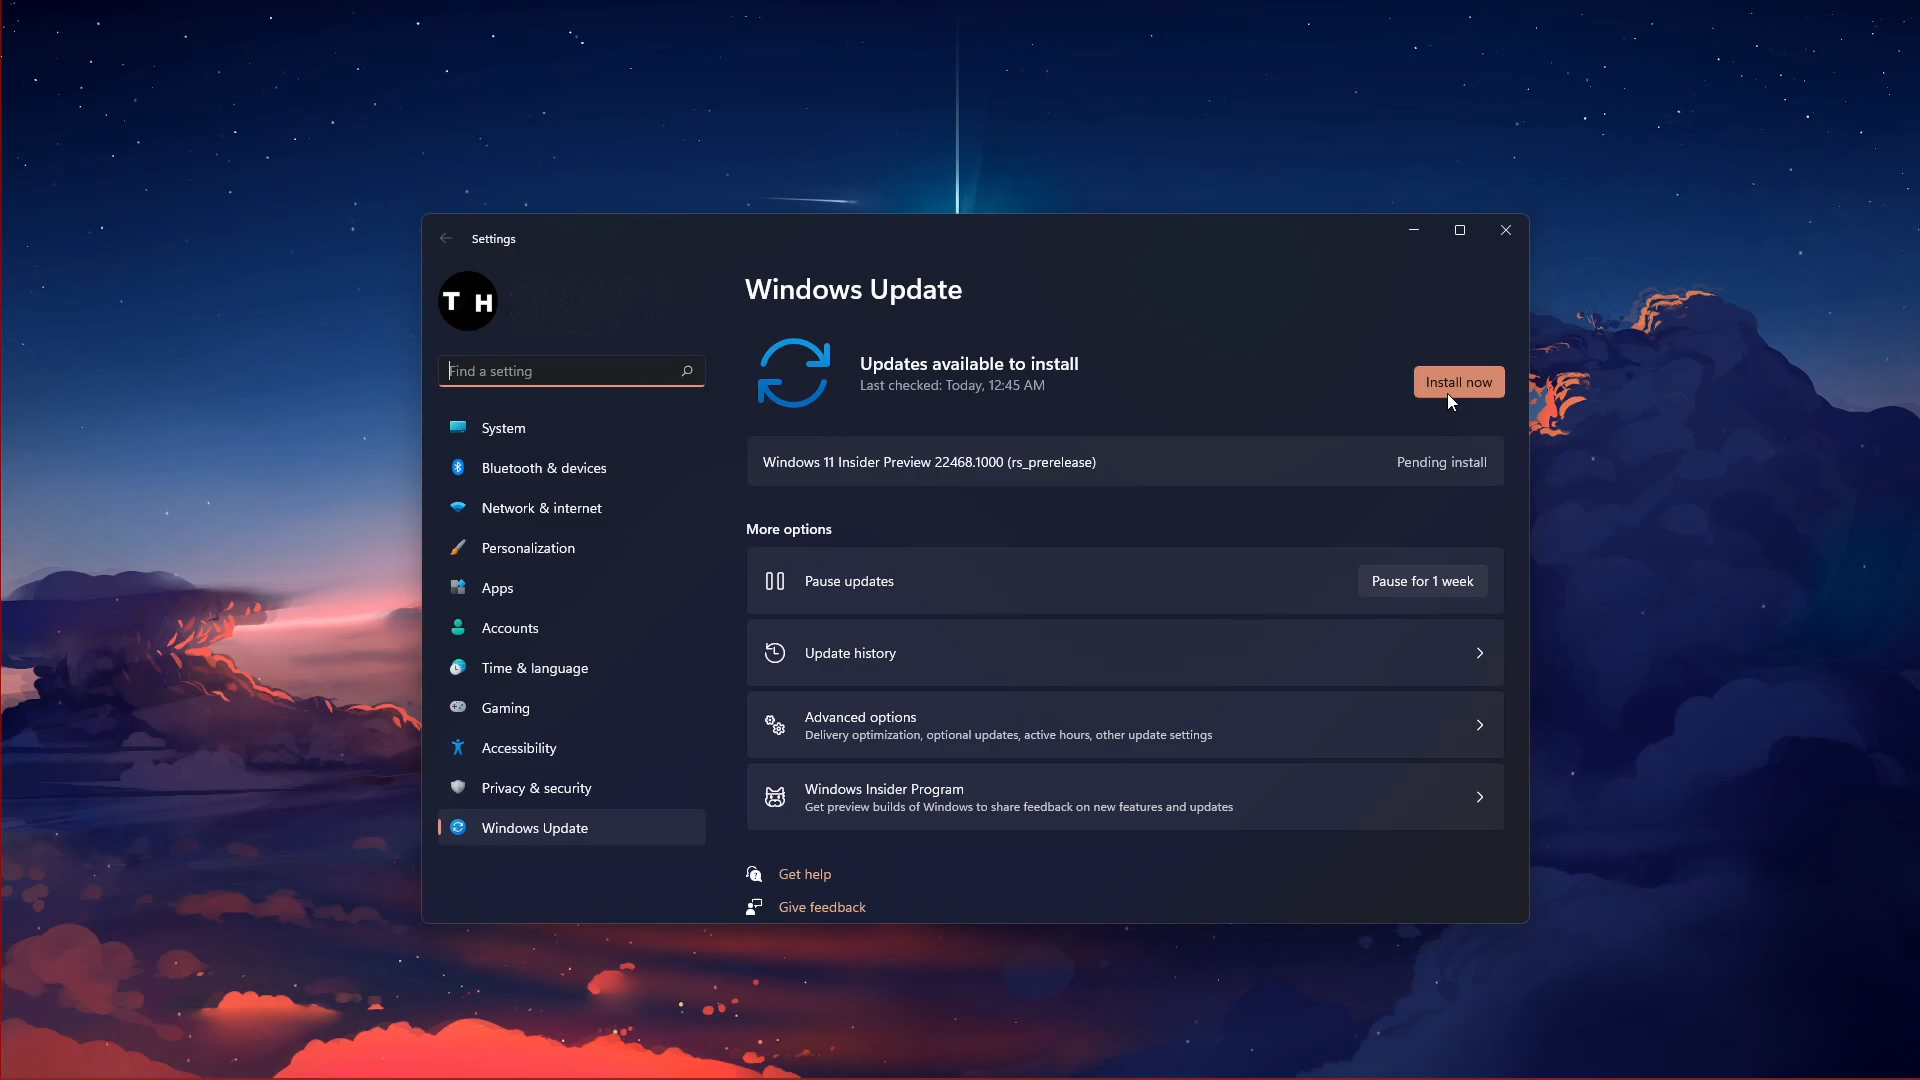 Settings
T H
Find a setting
System
Bluetooth & devices
Network & internet
Personalization
Apps
Accounts
Time & language
Gaming
Accessibility
Privacy & security
Windows Update
Windows Update
Updates available to install
Last checked: Today, 12:45 AM
Install now
Windows 11 Insider Preview 22468.1000 (rs_prerelease)
Pending install
More options
Pause updates
Pause for 1 week
Update history
Advanced options
Delivery optimization, optional updates, active hours, other update settings
Windows Insider Program
Get preview builds of Windows to share feedback on new features and updates
Get help
Give feedback